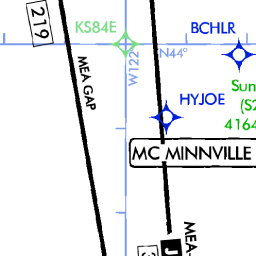 KS84E
BCHLR
219
N44°
W122°
MEA GAP
Sun
(S2
HYJOE
4164
MC MINNVILLE
MEA-
J